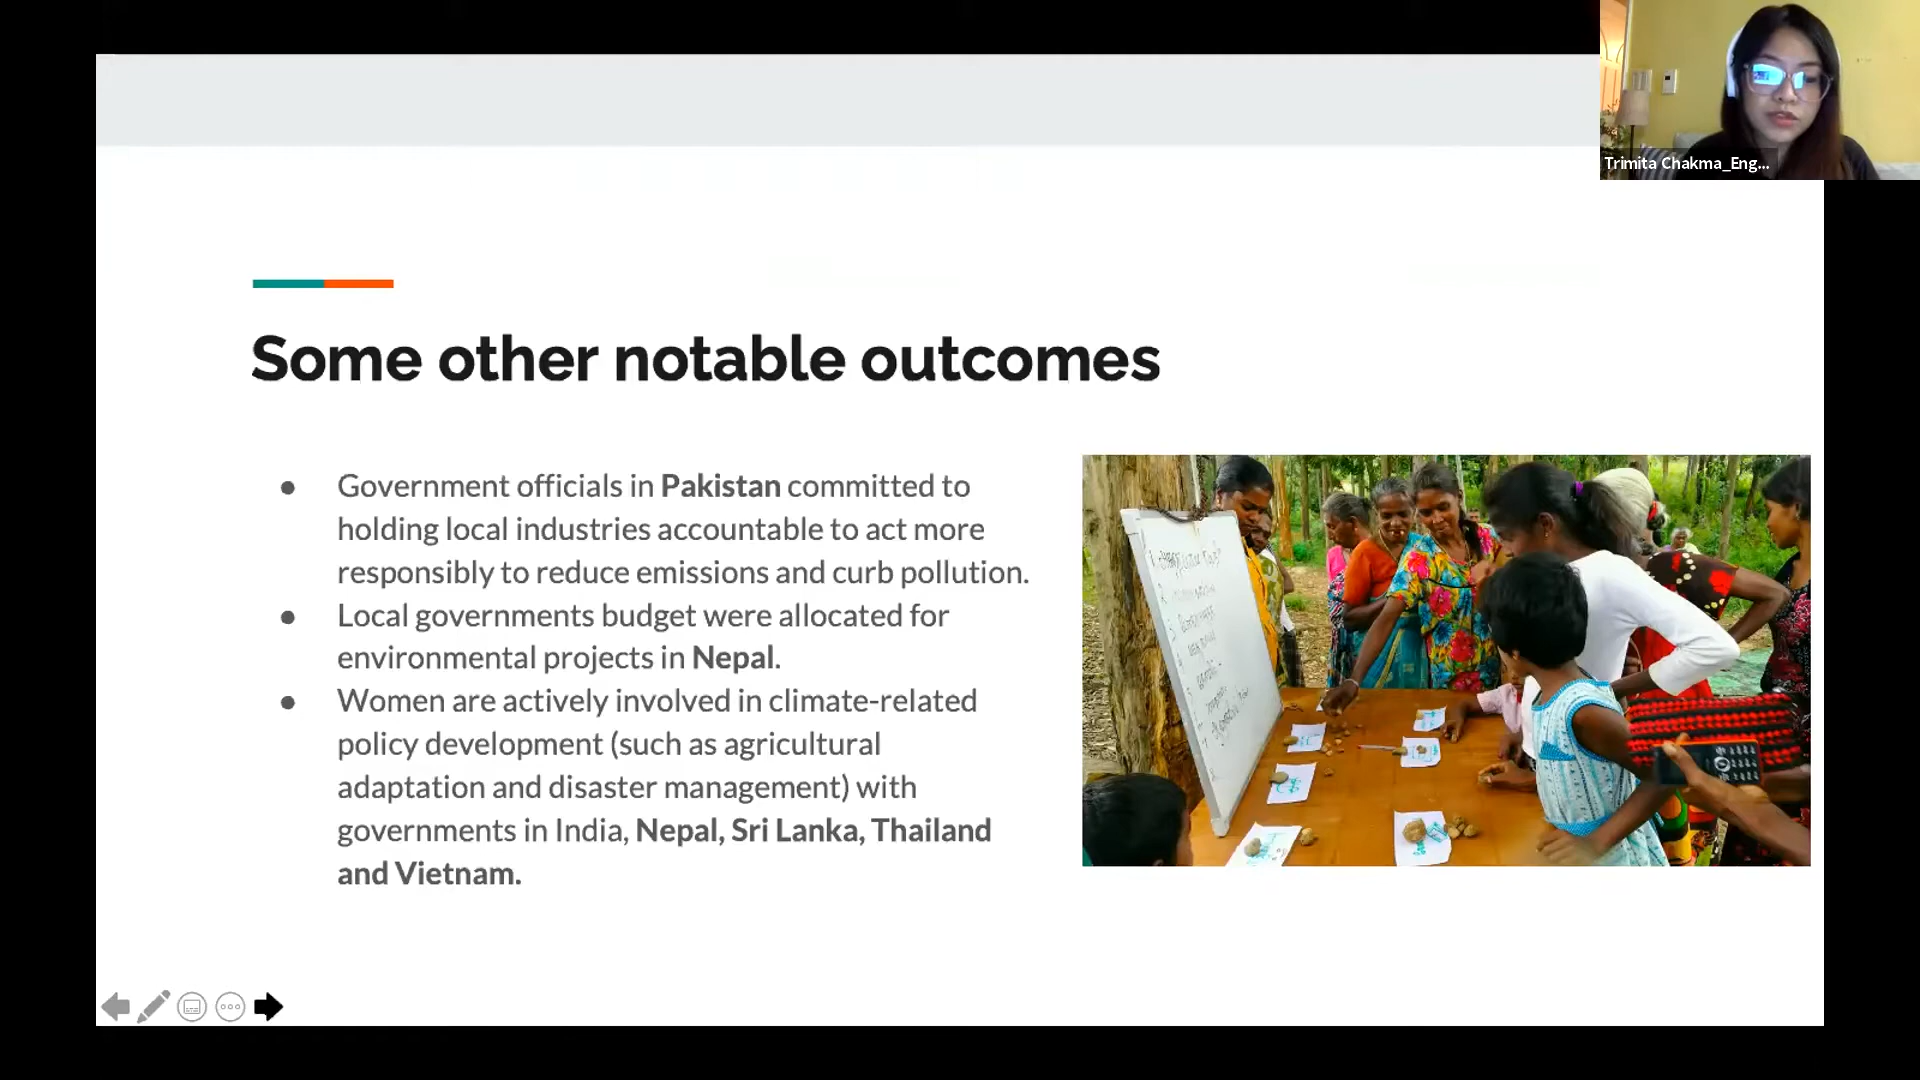 Trimita Chakma_Eng...
Some other notable outcomes
● Government officials in Pakistan committed to
holding local industries accountable to act more
responsibly to reduce emissions and curb pollution.
● Local governments budget were allocated for
environmental projects in Nepal.
● Women are actively involved in climate-related
policy development (such as agricultural
adaptation and disaster management) with
governments in India, Nepal, Sri Lanka, Thailand
and Vietnam.